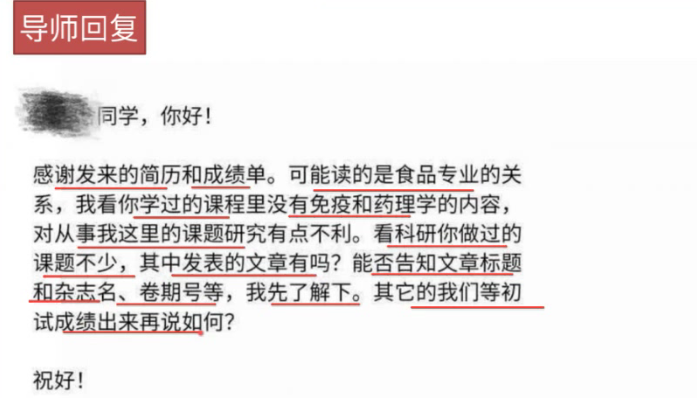 导师回复
同学，你好！
感谢发来的简历和成绩单。可能读的是食品专业的关
系，我看你学过的课程里没有免疫和药理学的内容，
对从事我这里的课题研究有点不利。看科研你做过的
课题不少，其中发表的文章有吗？能否告知文章标题
和杂志名、卷期号等，我先了解下。其它的我们等初
试成绩出来再说如何？
祝好！